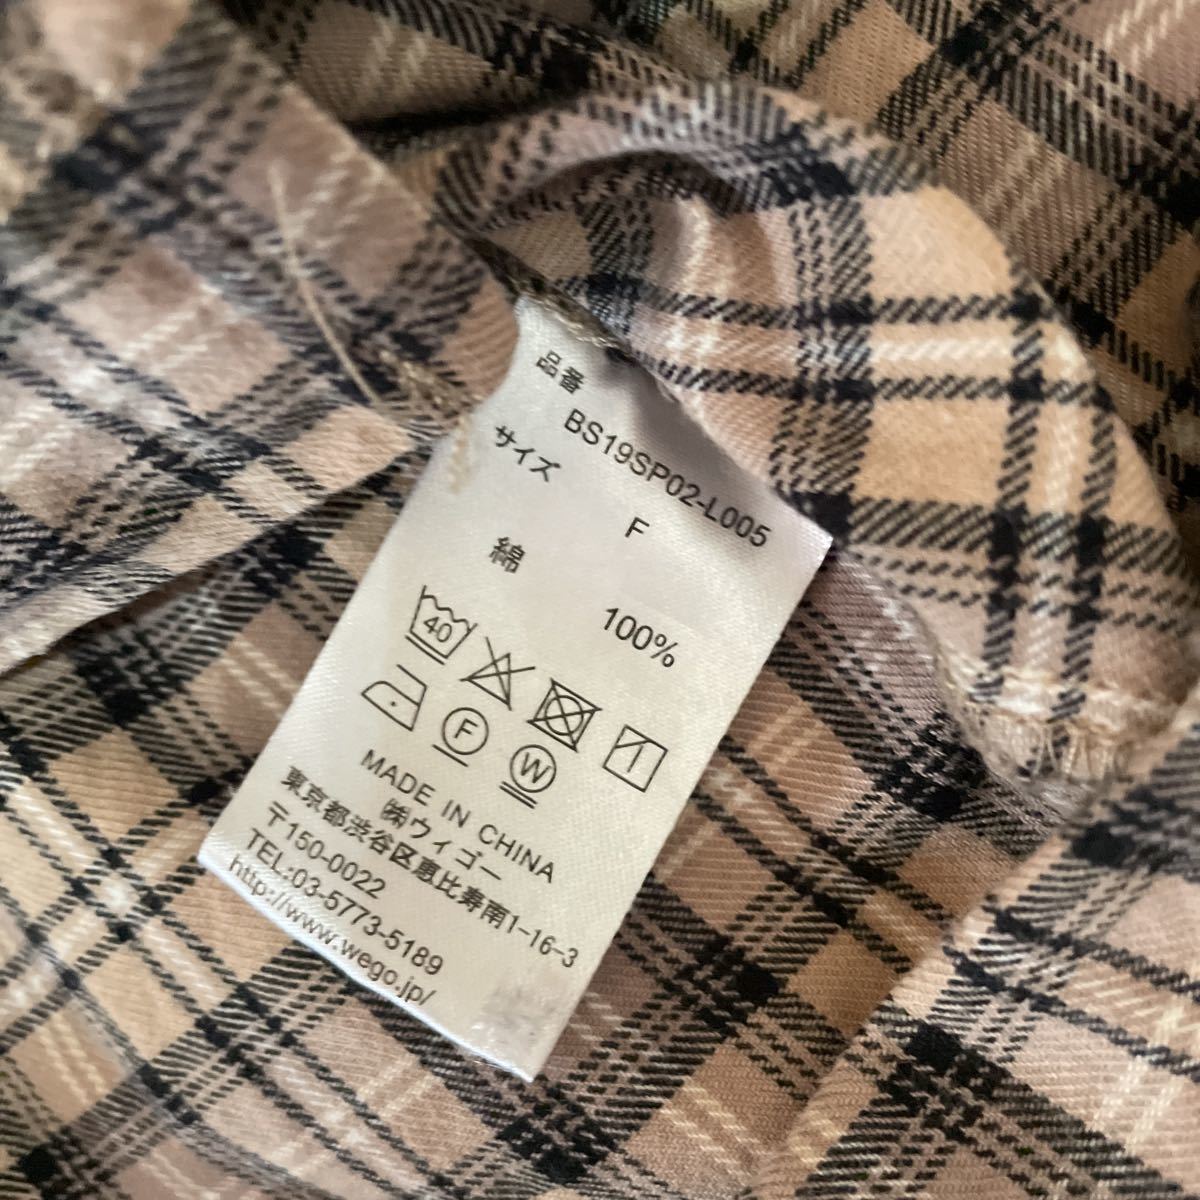 品番
BS19SP02-L005
サイズ
F
綿
100%
40
F
W
MADE IN CHINA
㈱ウィゴー
東京都渋谷区恵比寿南1-16-3
〒150-0022
TEL:03-5773-5189
http://www.wego.jp/